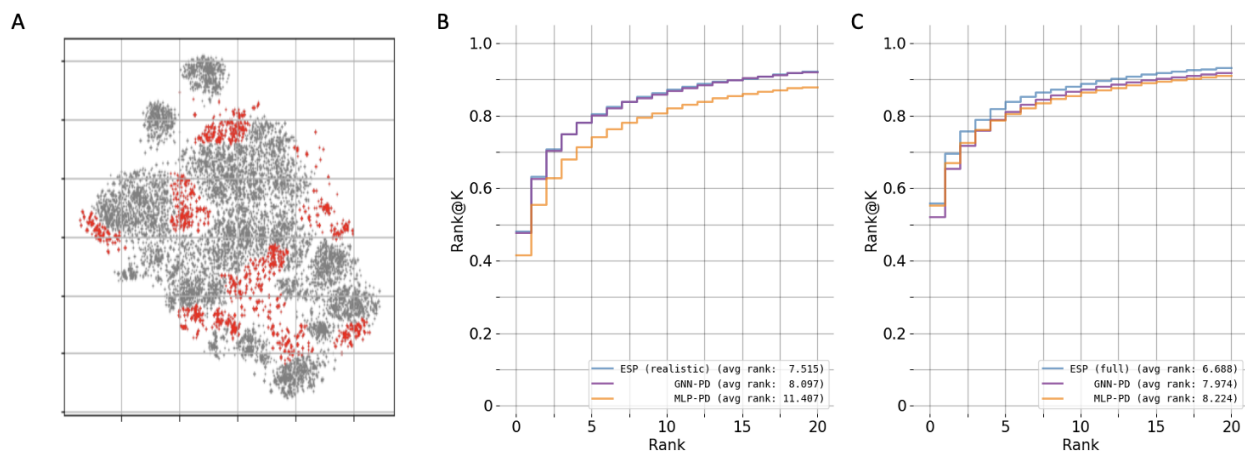 A
B
C
1.0
0.8
0.6
0.4
0.2
0
Rank@K
ESP (realistic) (avg rank: 7.515)
GNN-PD (avg rank: 8.097)
MLP-PD (avg rank: 11.407)
0 5 10 15 20
Rank
1.0
0.8
0.6
0.4
0.2
0
Rank@K
ESP (full) (avg rank: 6.688)
GNN-PD (avg rank: 7.974)
MLP-PD (avg rank: 8.224)
0 5 10 15 20
Rank